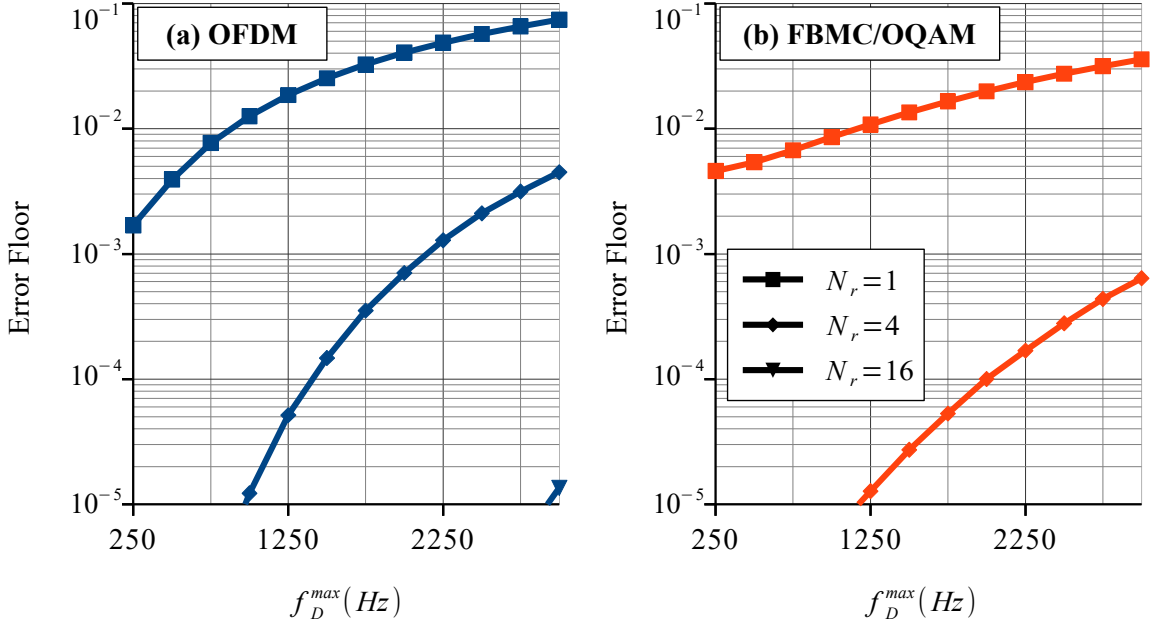 (a) OFDM
10^-1
10^-2
10^-3
10^-4
10^-5
Error Floor
250
1250
2250
f_D^max(Hz)
(b) FBMC/OQAM
10^-1
10^-2
10^-3
10^-4
10^-5
Error Floor
N_r=1
N_r=4
N_r=16
250
1250
2250
f_D^max(Hz)